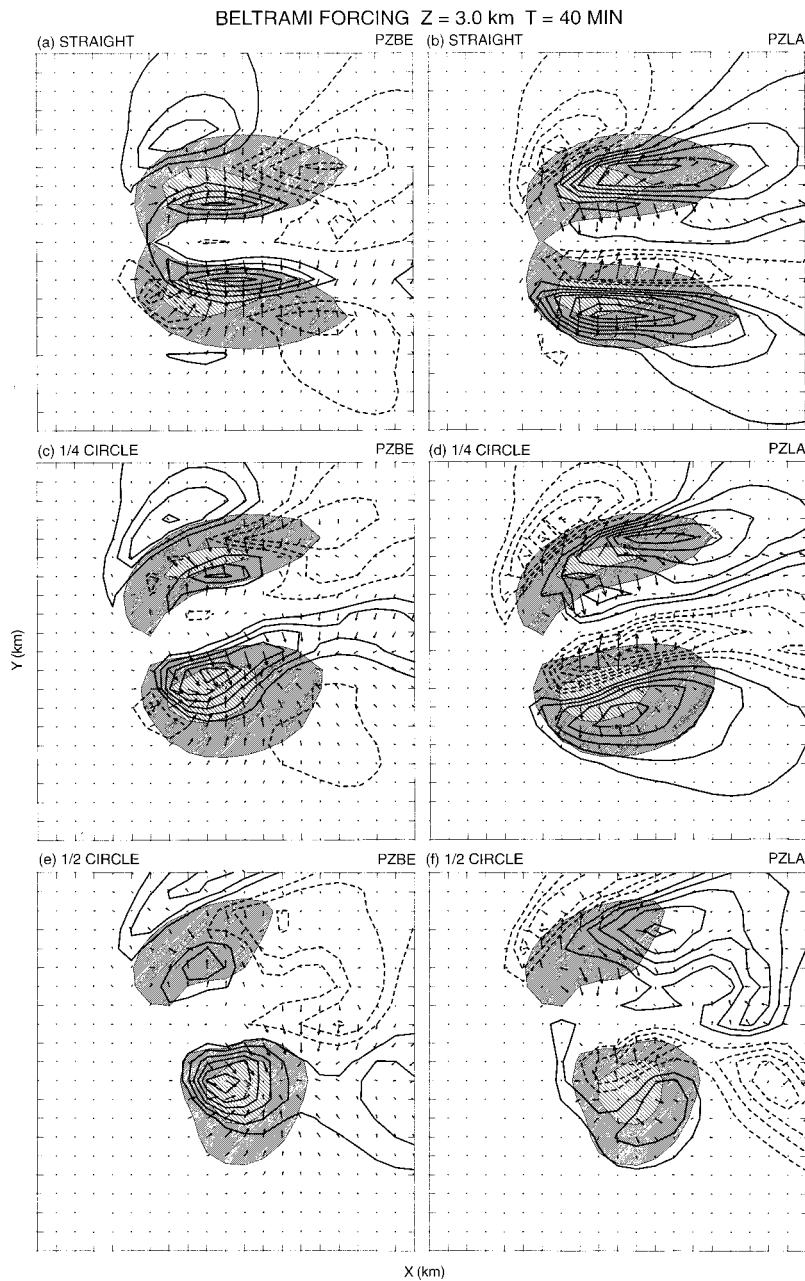 BELTRAMI FORCING Z = 3.0 km T = 40 MIN
(a) STRAIGHT PZBE
(b) STRAIGHT PZLA
(c) 1/4 CIRCLE PZBE
(d) 1/4 CIRCLE PZLA
Y (km)
(e) 1/2 CIRCLE PZBE
(f) 1/2 CIRCLE PZLA
X (km)